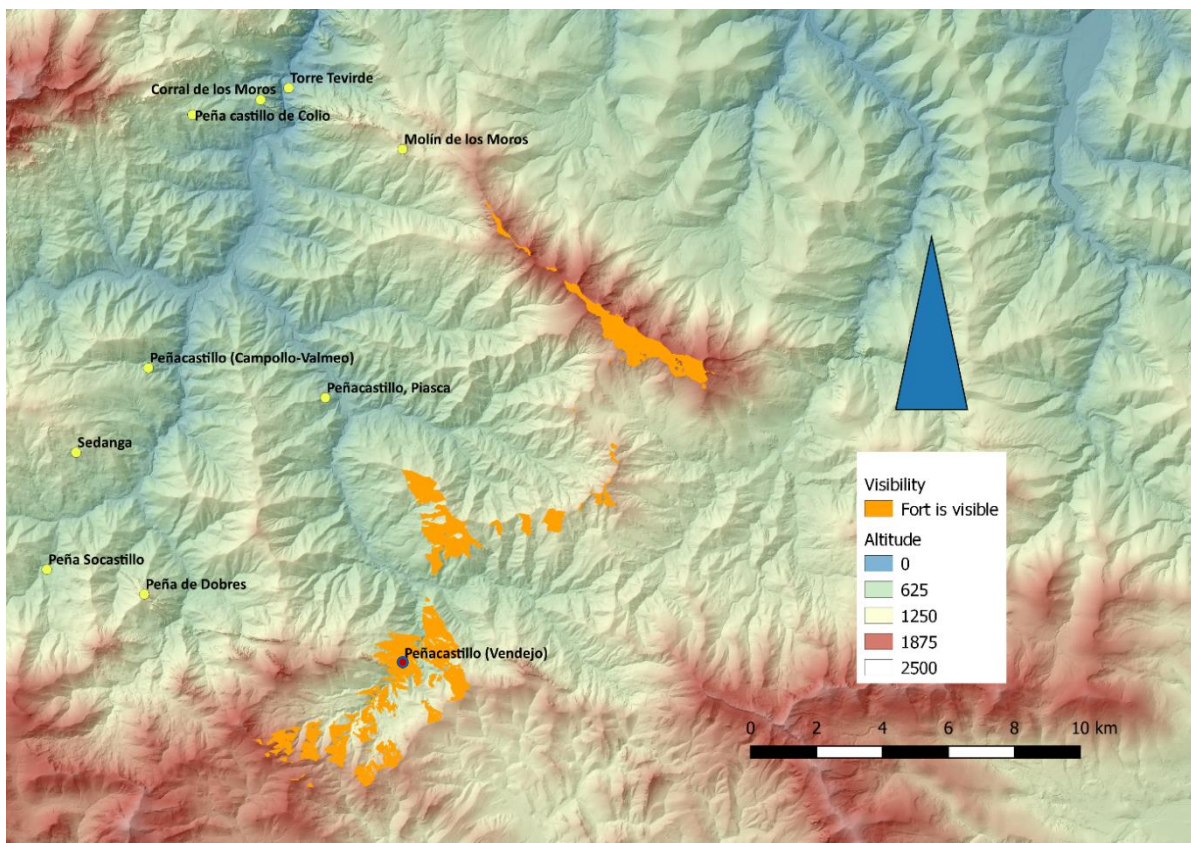 Torre Tevirde
Corral de los Moros
Peña castillo de Colio
Molín de los Moros
Peñacastillo (Campollo-Valmeo)
Peñacastillo, Piasca
Sedanga
Peña Socastillo
Peña de Dobres
Peñacastillo (Vendejo)
Visibility
Fort is visible
Altitude
0
625
1250
1875
2500
0 2 4 6 8 10 km